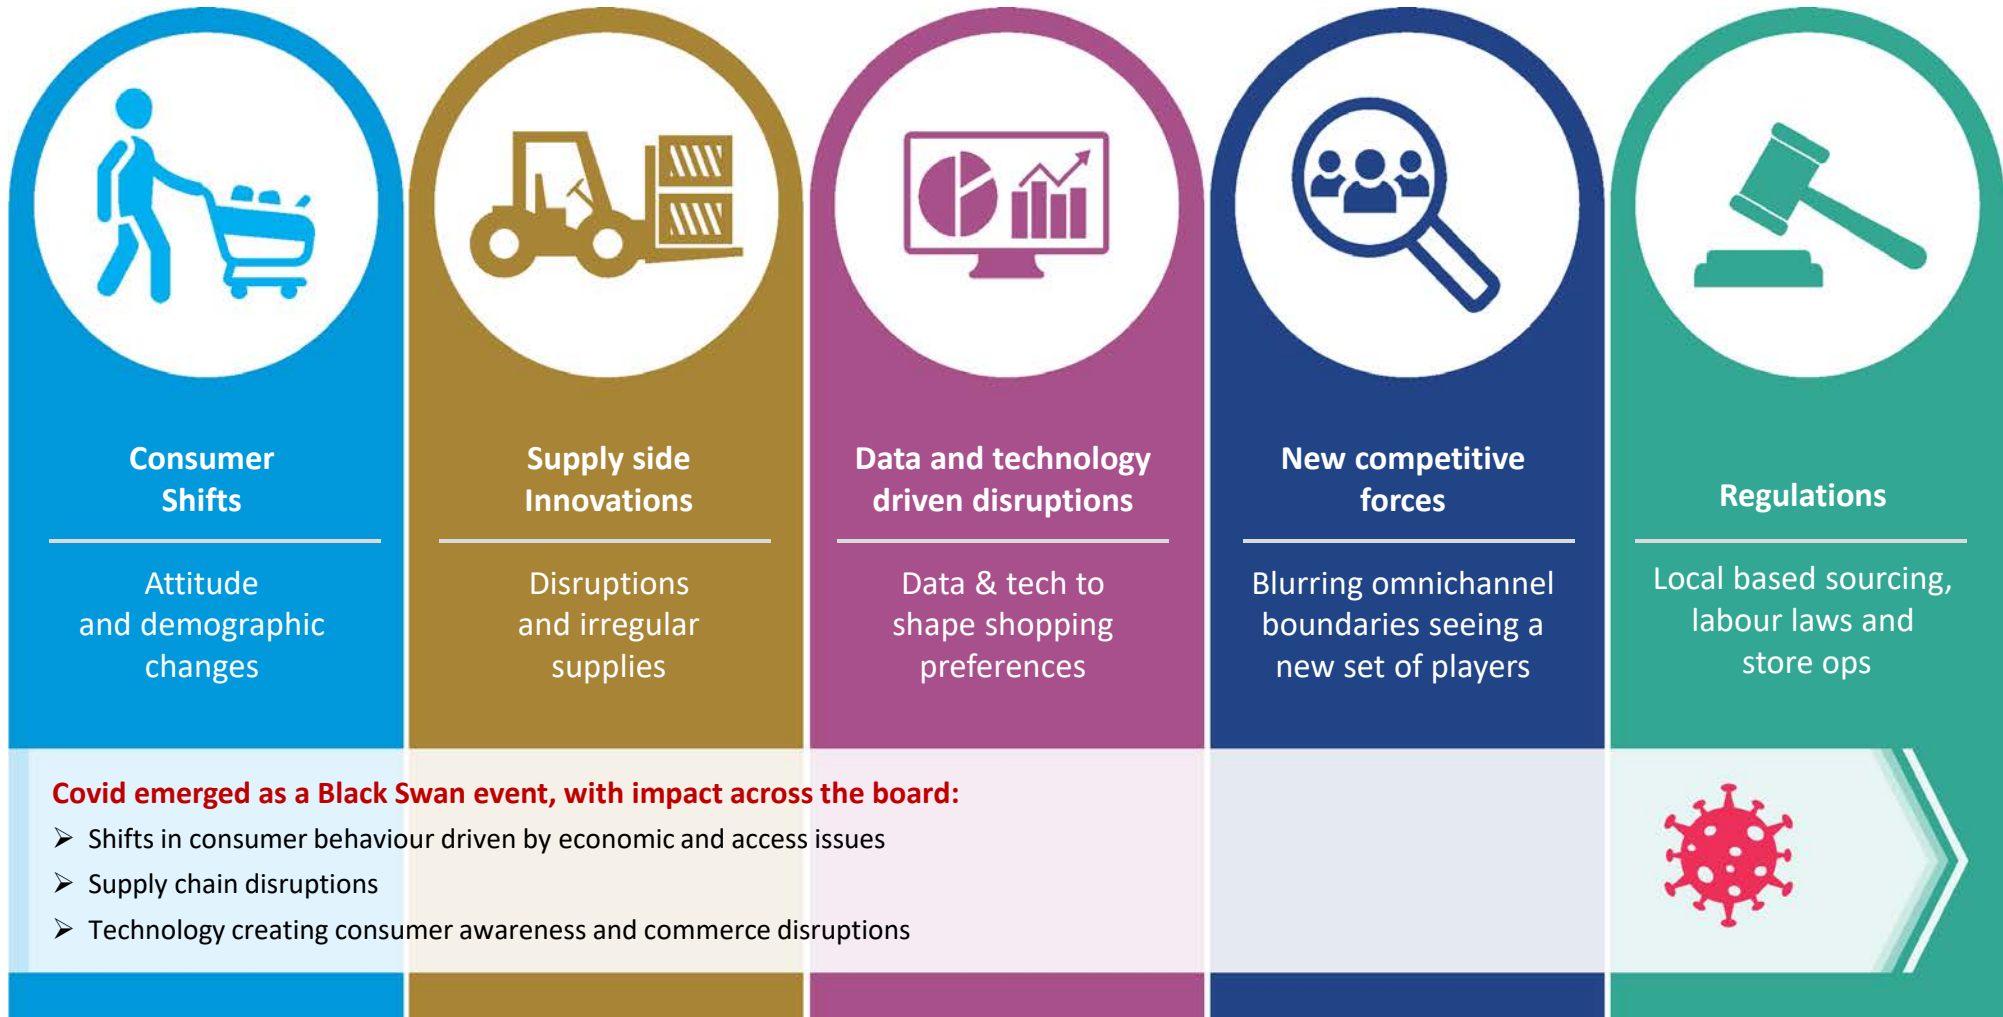 Consumer
Shifts
Attitude
and demographic
changes
Supply side
Innovations
Disruptions
and irregular
supplies
Data and technology
driven disruptions
Data & tech to
shape shopping
preferences
New competitive
forces
Blurring omnichannel
boundaries seeing a
new set of players
Regulations
Local based sourcing,
labour laws and
store ops
Covid emerged as a Black Swan event, with impact across the board:
➢ Shifts in consumer behaviour driven by economic and access issues
➢ Supply chain disruptions
➢ Technology creating consumer awareness and commerce disruptions